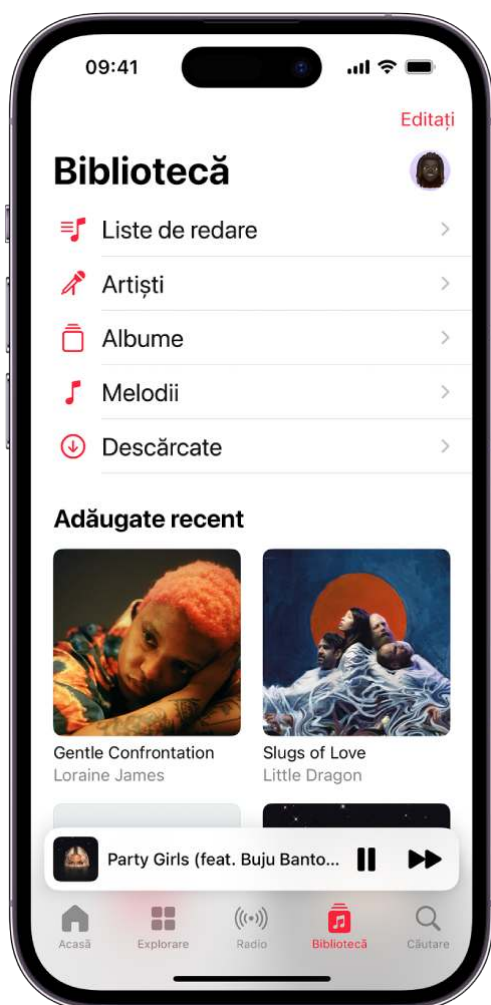 09:41
Editați
Bibliotecă
Liste de redare
Artiști
Albume
Melodii
Descărcate
Adăugate recent
Gentle Confrontation
Loraine James
Slugs of Love
Little Dragon
Party Girls (feat. Buju Banto...
Acasă
Explorare
Radio
Bibliotecă
Căutare